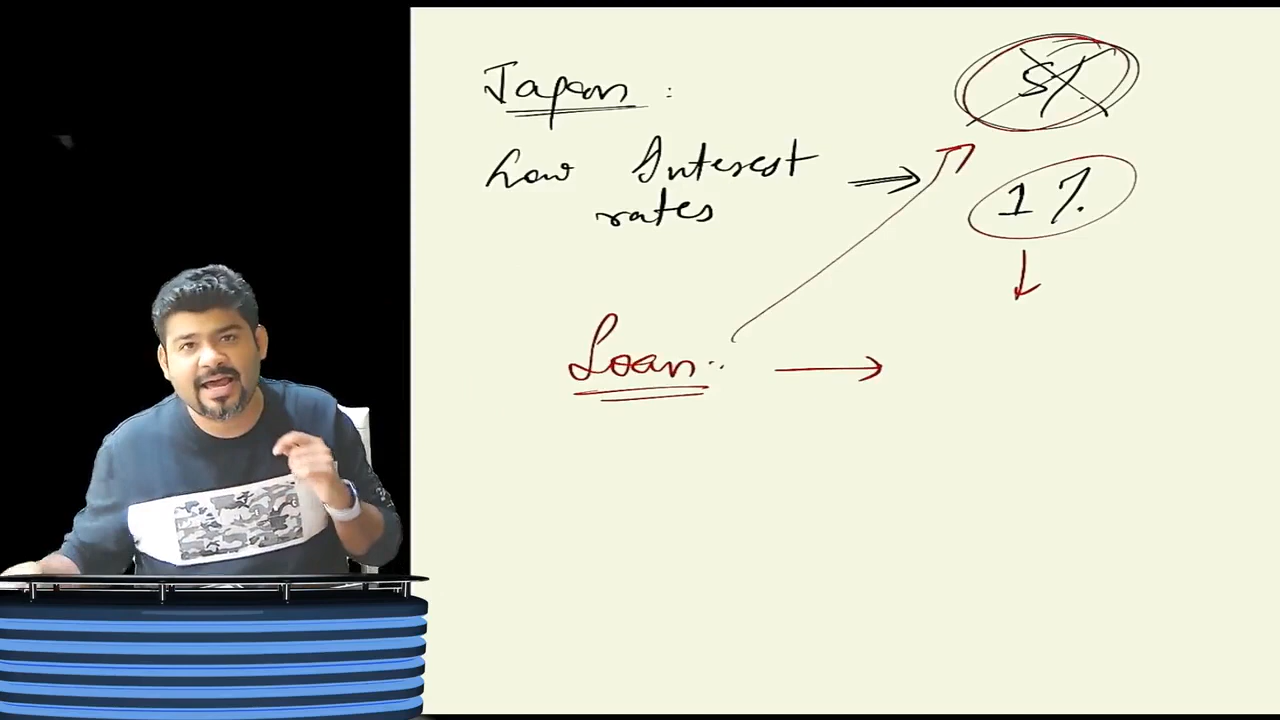 Japan :
5%
Low Interest
rates
1%
Loan :